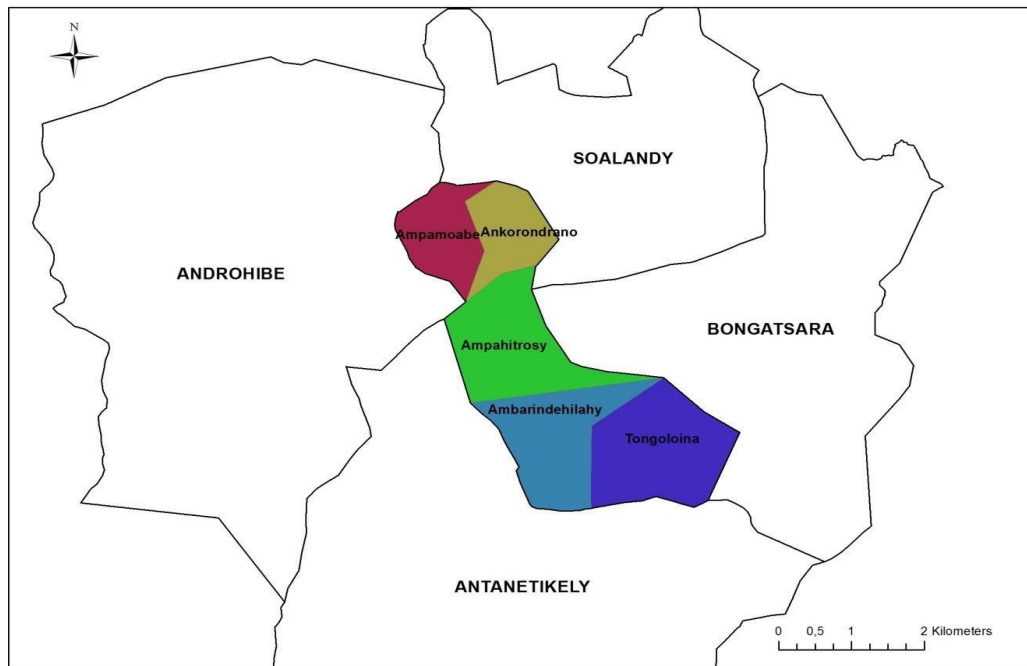 N
SOALANDY
Ampamoabe
Ankorondrano
ANDROHIBE
BONGATSARA
Ampahitrosy
Ambarindehilahy
Tongoloina
ANTANETIKELY
0 0,5 1 2 Kilometers